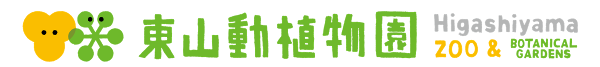 東山動植物園
Higashiyama
ZOO & BOTANICAL GARDENS